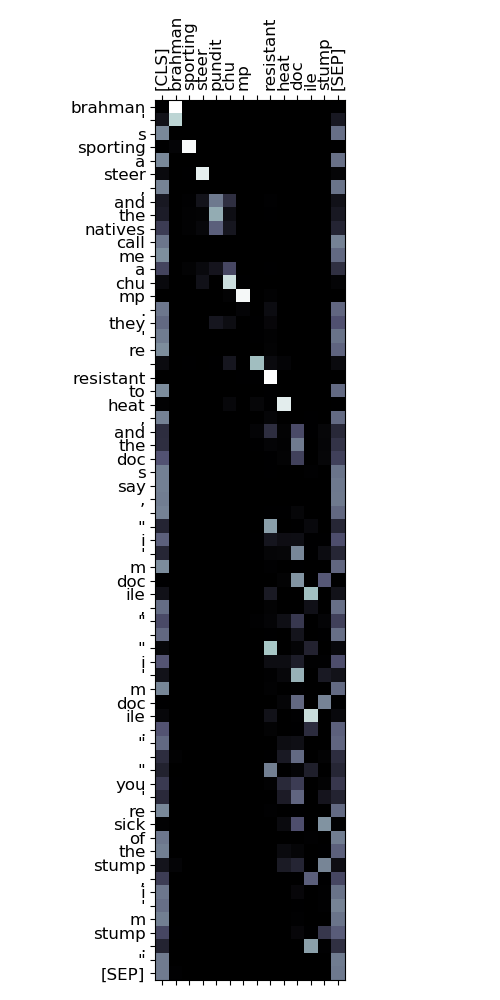 [CLS]
brahman
sporting
steer
pundit
chu
mp
resistant
heat
doc
ile
stump
[SEP]
brahman
'
s
sporting
a
steer
,
and
the
natives
call
me
a
chu
mp
.
they
'
re
resistant
to
heat
,
and
the
doc
s
say
,
"
i
'
m
doc
ile
,
"
"
i
'
m
doc
ile
.
"
"
you
'
re
sick
of
the
stump
,
i
'
m
stump
.
"
[SEP]